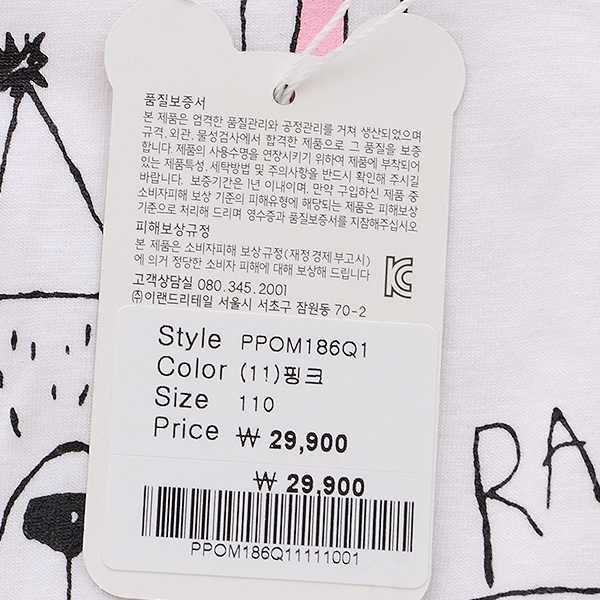 품질보증서
본 제품은 엄격한 품질관리와 공정관리를 거쳐 생산되었으며
규격, 외관, 물성검사에서 합격한 제품으로 그 품질을 보증
합니다. 제품의 사용수명을 연장시키기 위하여 제품에 부착되어
있는 제품특성, 세탁방법 및 주의사항을 반드시 확인해 주시길
바랍니다. 보증기간은 1년 이내이며, 만약 구입하신 제품 중
소비자피해 보상 기준의 피해유형에 해당되는 제품은 피해보상
기준으로 처리해 드리며 영수증과 품질보증서를 지참해주십시오
피해보상규정
본 제품은 소비자피해 보상규정(재정경제부고시)
에 의거 정당한 소비자 피해에 대해 보상해 드립니다
고객상담실 080.345.2001
㈜이랜드리테일 서울시 서초구 잠원동 70-2
Style PPOM186Q1
Color (11)핑크
Size 110
Price ₩ 29,900
₩ 29,900
PPOM186Q11111001
RA